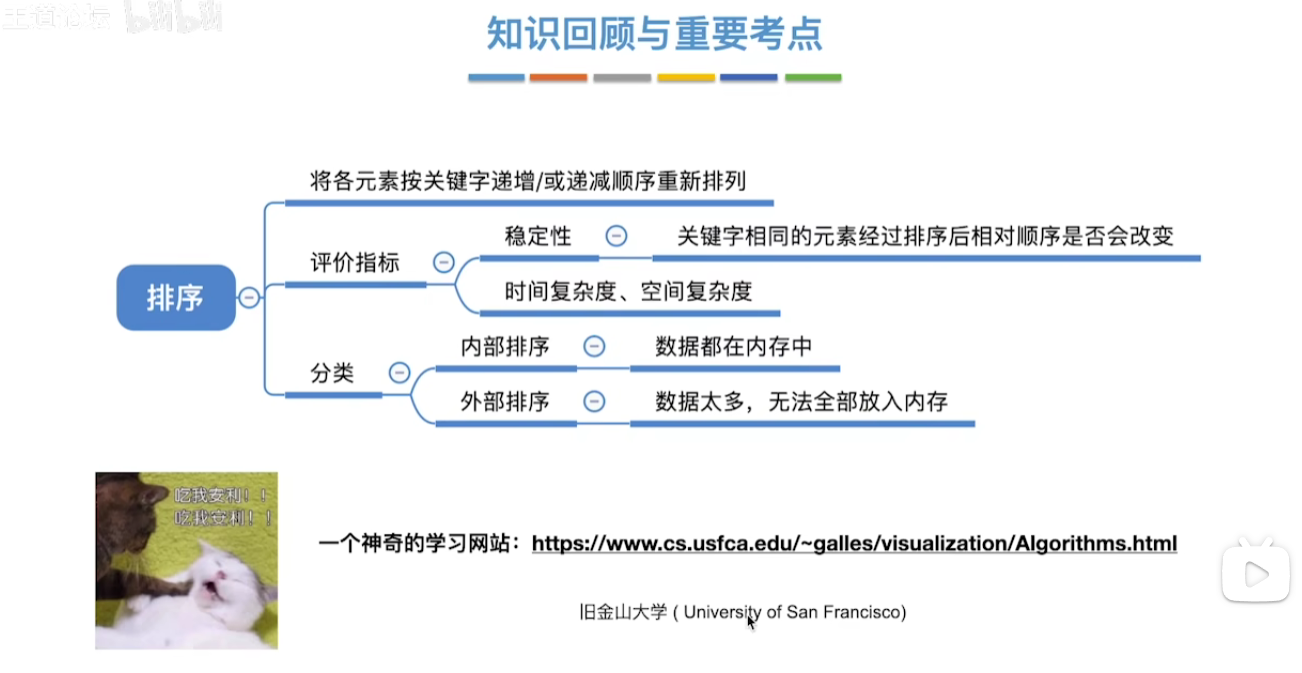 王道论坛 bilibili
知识回顾与重要考点
将各元素按关键字递增/或递减顺序重新排列
稳定性
关键字相同的元素经过排序后相对顺序是否会改变
评价指标
时间复杂度、空间复杂度
排序
内部排序
数据都在内存中
分类
外部排序
数据太多，无法全部放入内存
吃我安利！！
吃我安利！！
一个神奇的学习网站：https://www.cs.usfca.edu/~galles/visualization/Algorithms.html
旧金山大学 ( University of San Francisco)